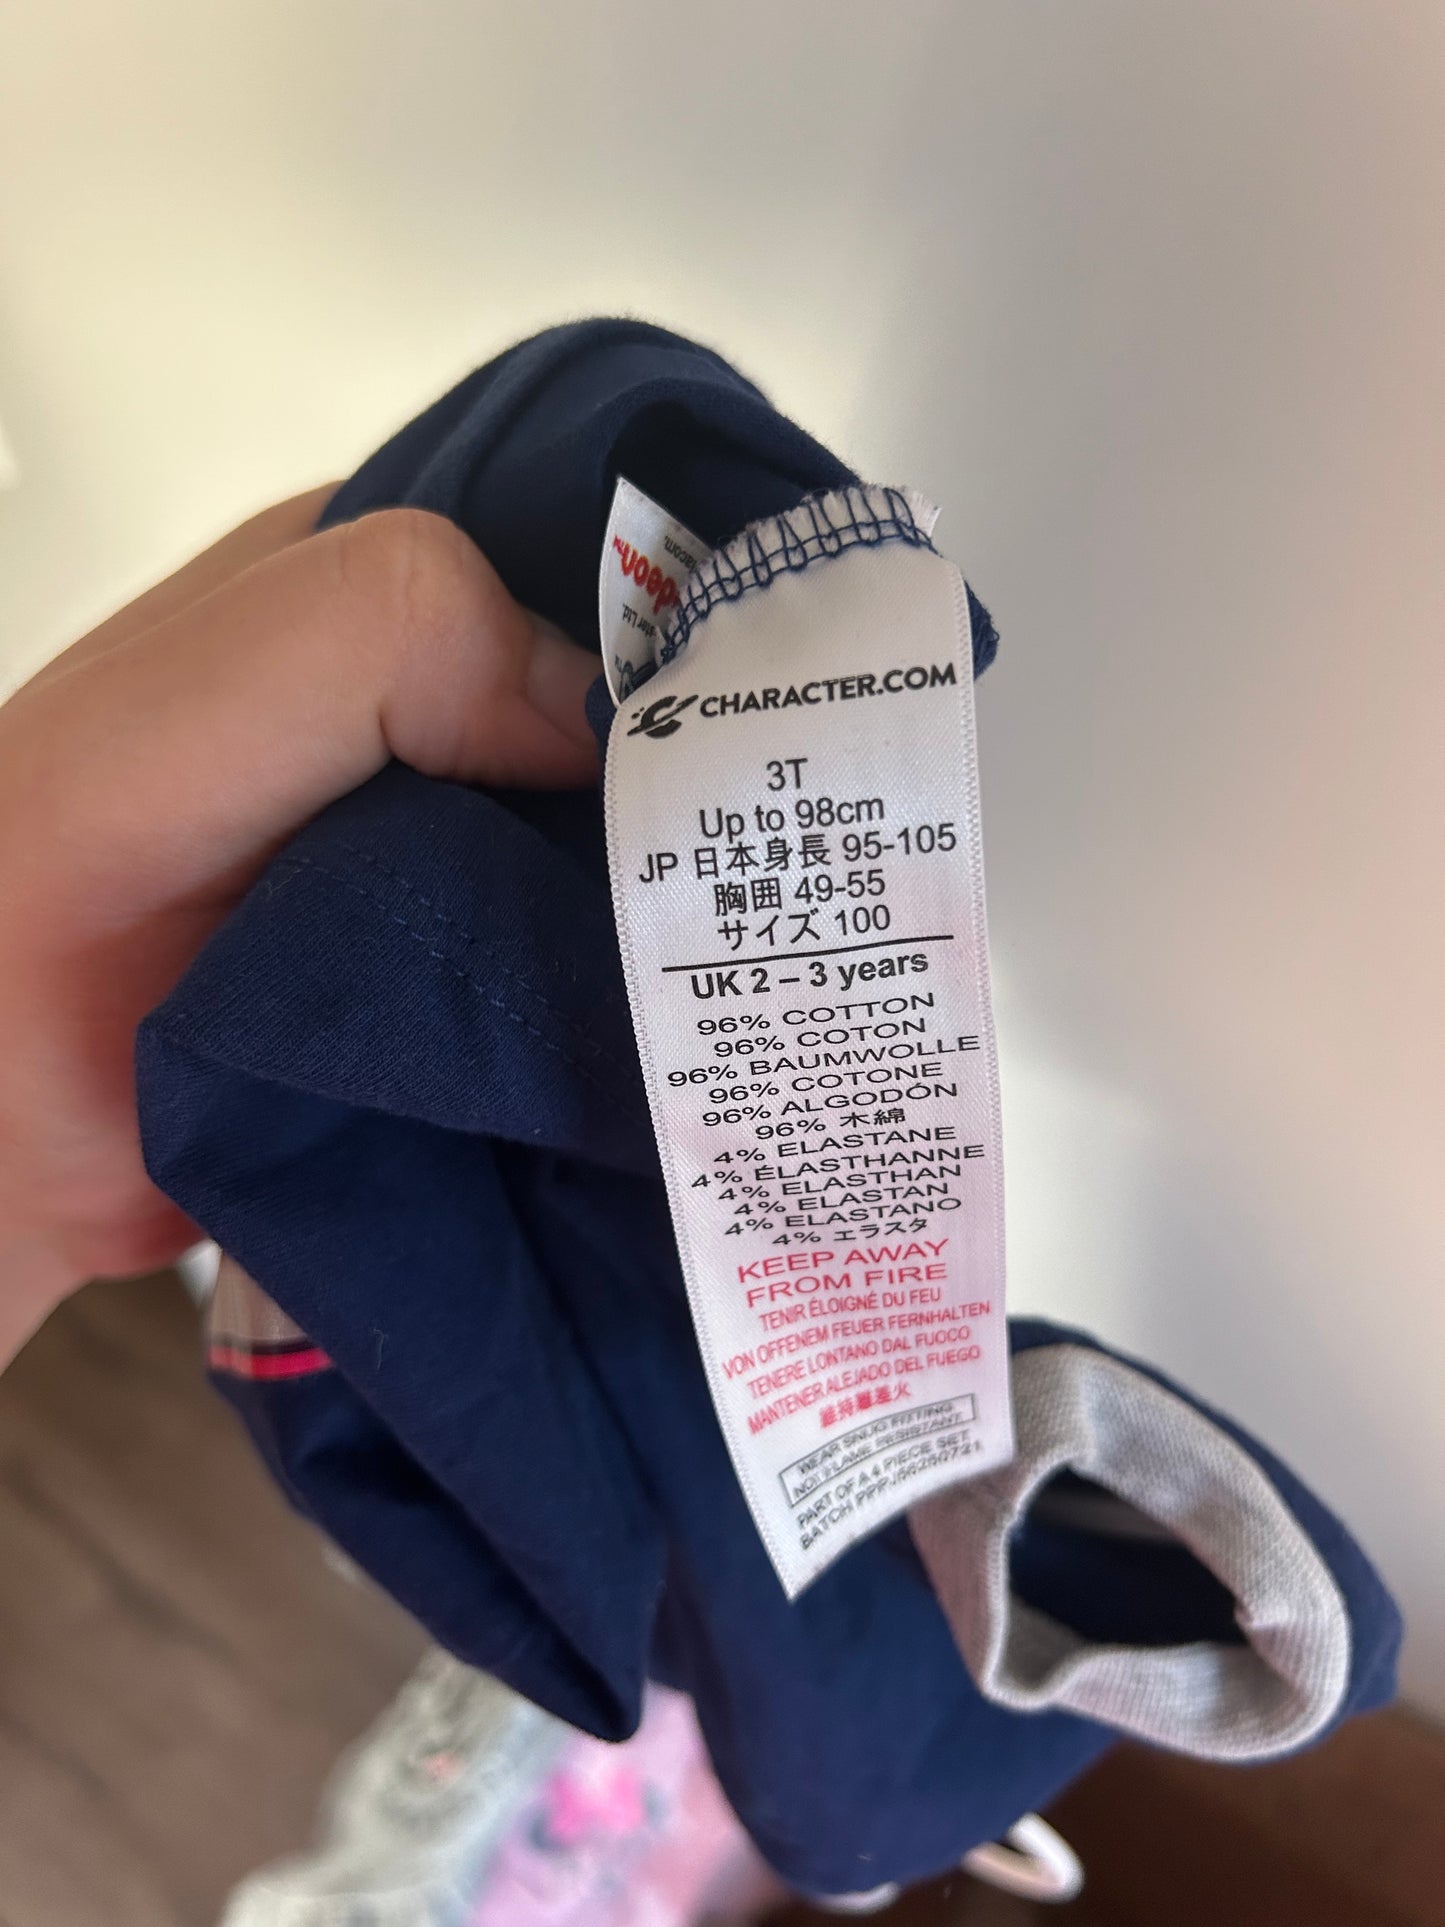 CHARACTER.COM
3T
Up to 98cm
JP 日本身長 95-105
胸囲 49-55
サイズ 100
UK 2 – 3 years
96% COTTON
96% COTON
96% BAUMWOLLE
96% COTONE
96% ALGODÓN
96% 木綿
4% ELASTANE
4% ÉLASTHANNE
4% ELASTHAN
4% ELASTAN
4% ELASTANO
4% エラスタ
KEEP AWAY
FROM FIRE
TENIR ÉLOIGNÉ DU FEU
VON OFFENEM FEUER FERNHALTEN
TENERE LONTANO DAL FUOCO
MANTENER ALEJADO DEL FUEGO
WEAR SNUG FITTING.
NOT FLAME RESISTANT.
PART OF A 4 PIECE SET
BATCH